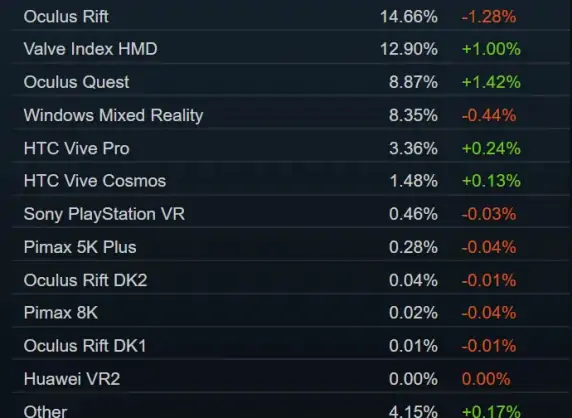 Oculus Rift 14.66% -1.28%
Valve Index HMD 12.90% +1.00%
Oculus Quest 8.87% +1.42%
Windows Mixed Reality 8.35% -0.44%
HTC Vive Pro 3.36% +0.24%
HTC Vive Cosmos 1.48% +0.13%
Sony PlayStation VR 0.46% -0.03%
Pimax 5K Plus 0.28% -0.04%
Oculus Rift DK2 0.04% -0.01%
Pimax 8K 0.02% -0.04%
Oculus Rift DK1 0.01% -0.01%
Huawei VR2 0.00% 0.00%
Other 4.15% +0.17%